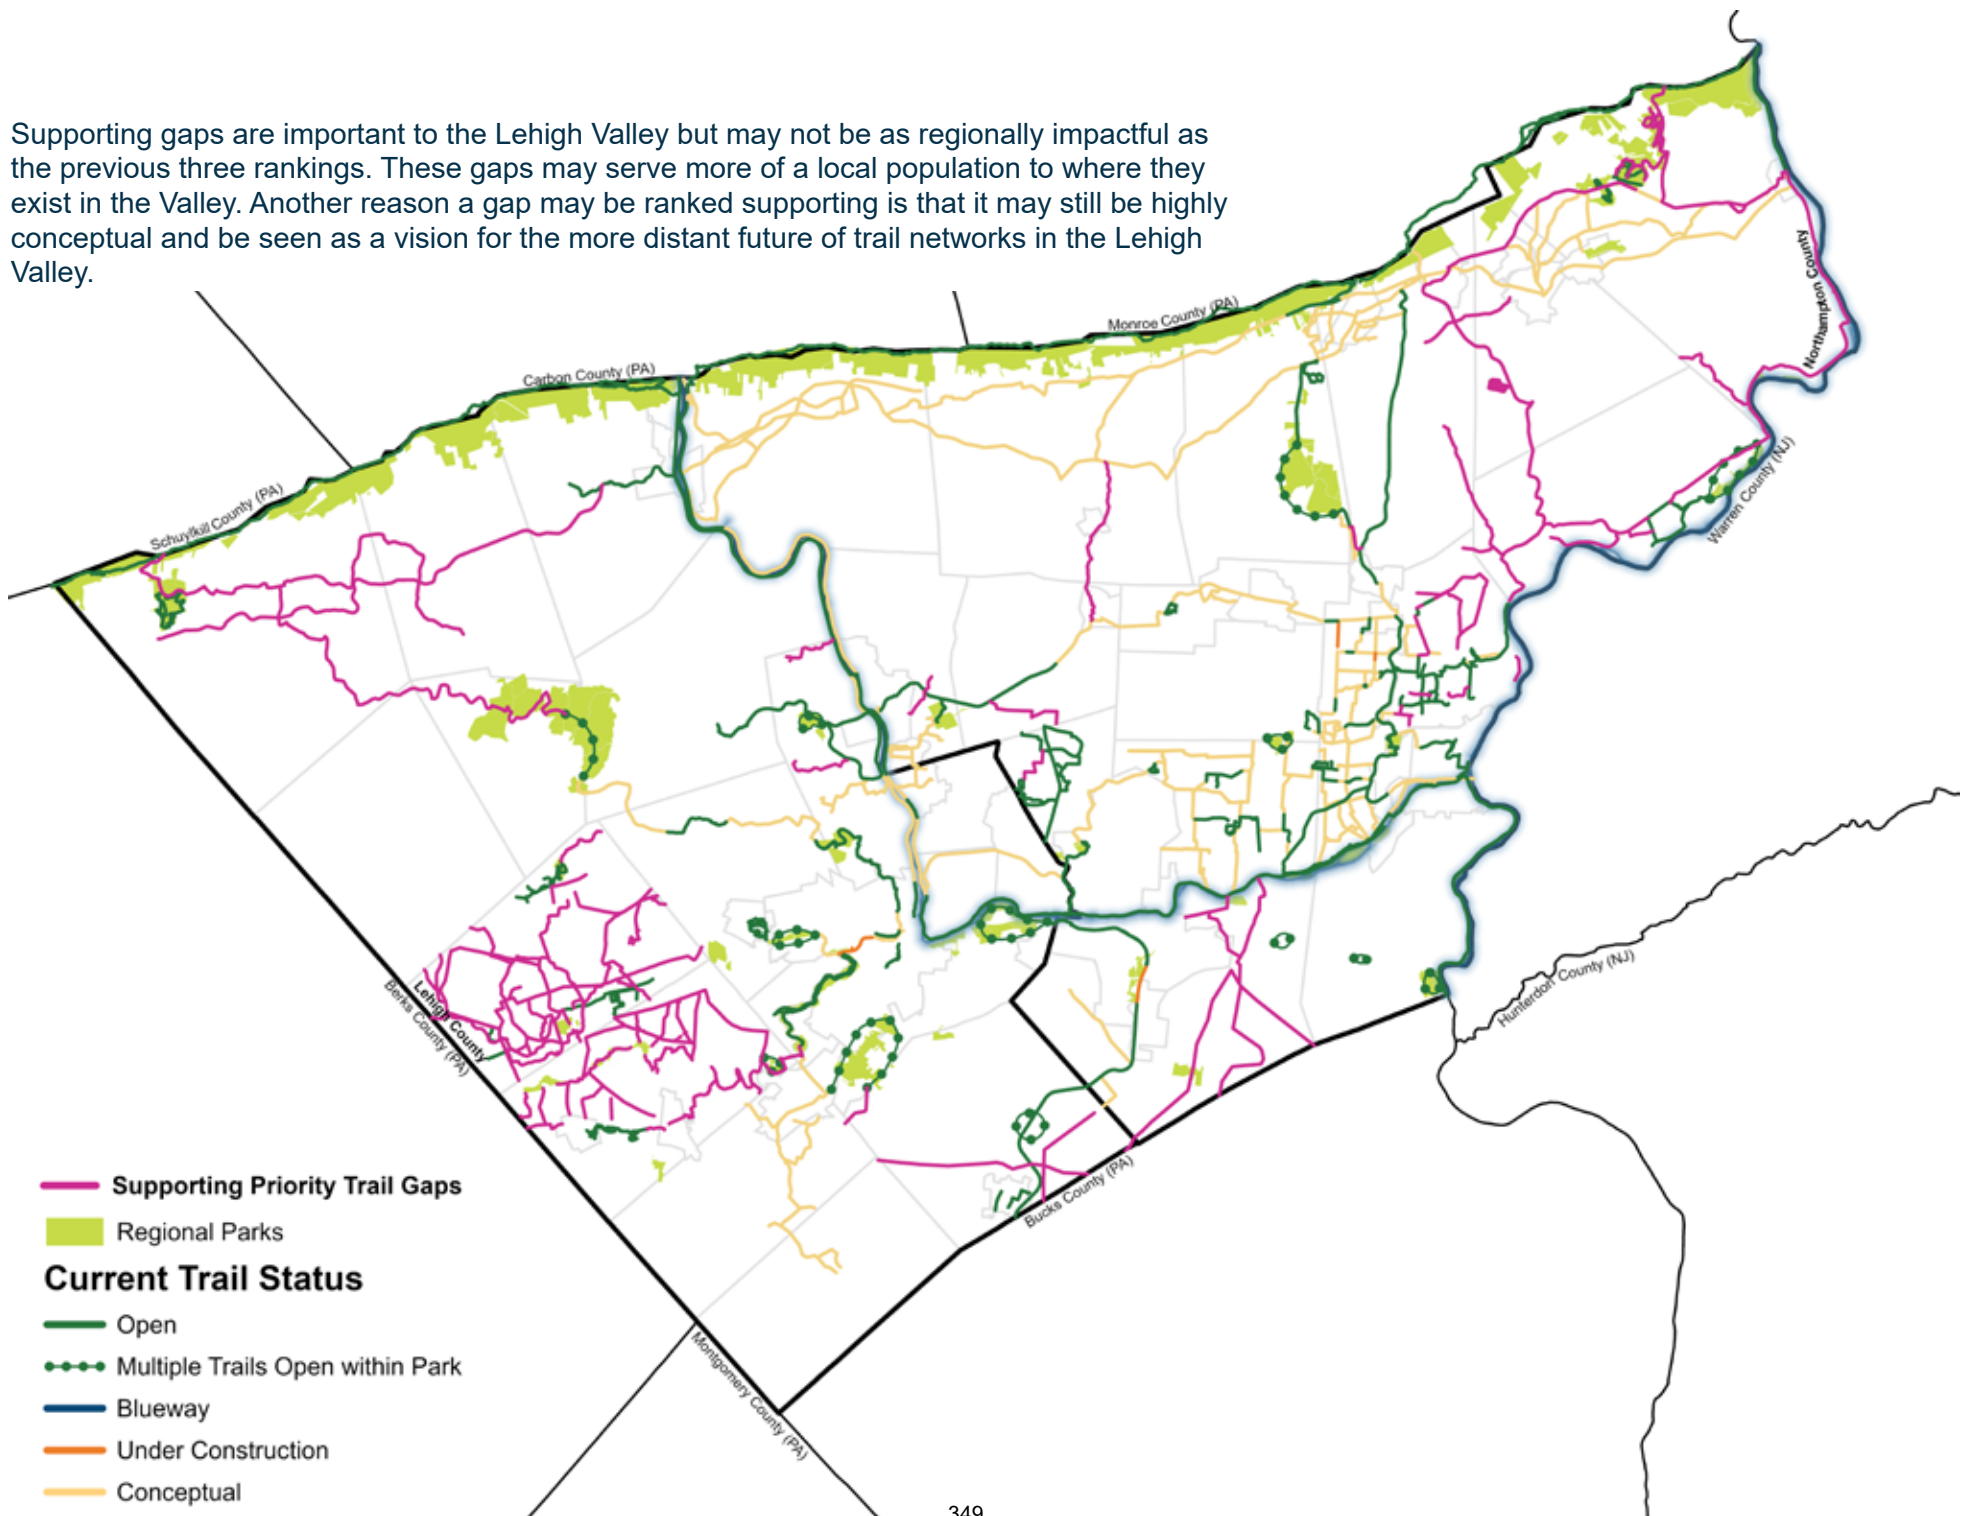 Supporting gaps are important to the Lehigh Valley but may not be as regionally impactful as
the previous three rankings. These gaps may serve more of a local population to where they
exist in the Valley. Another reason a gap may be ranked supporting is that it may still be highly
conceptual and be seen as a vision for the more distant future of trail networks in the Lehigh
Valley.
Northampton County
Monroe County (PA)
Carbon County (PA)
Schuylkill County (PA)
Warren County (NJ)
Hunterdon County (NJ)
Lehigh County
Berks County (PA)
Bucks County (PA)
Montgomery County (PA)
Supporting Priority Trail Gaps
Regional Parks
Current Trail Status
Open
Multiple Trails Open within Park
Blueway
Under Construction
Conceptual
349